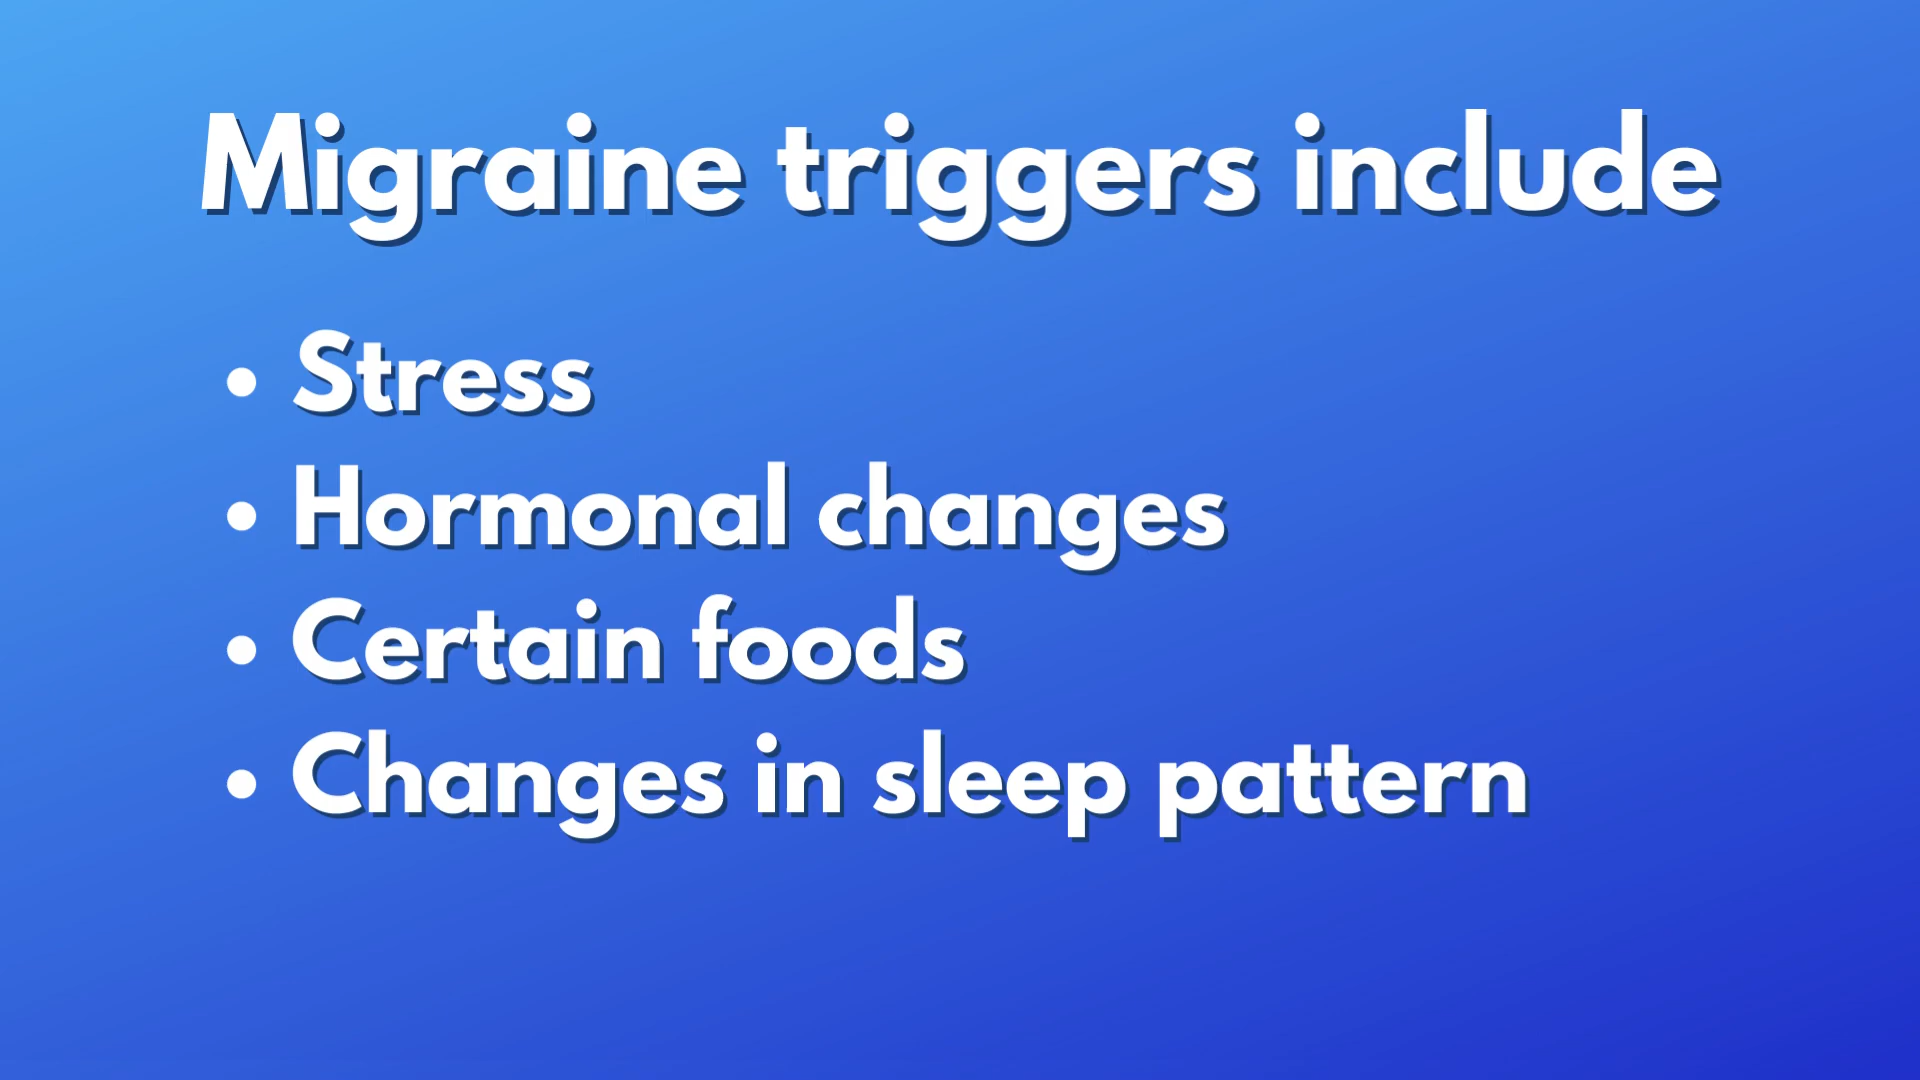 Migraine triggers include
• Stress
• Hormonal changes
• Certain foods
• Changes in sleep pattern